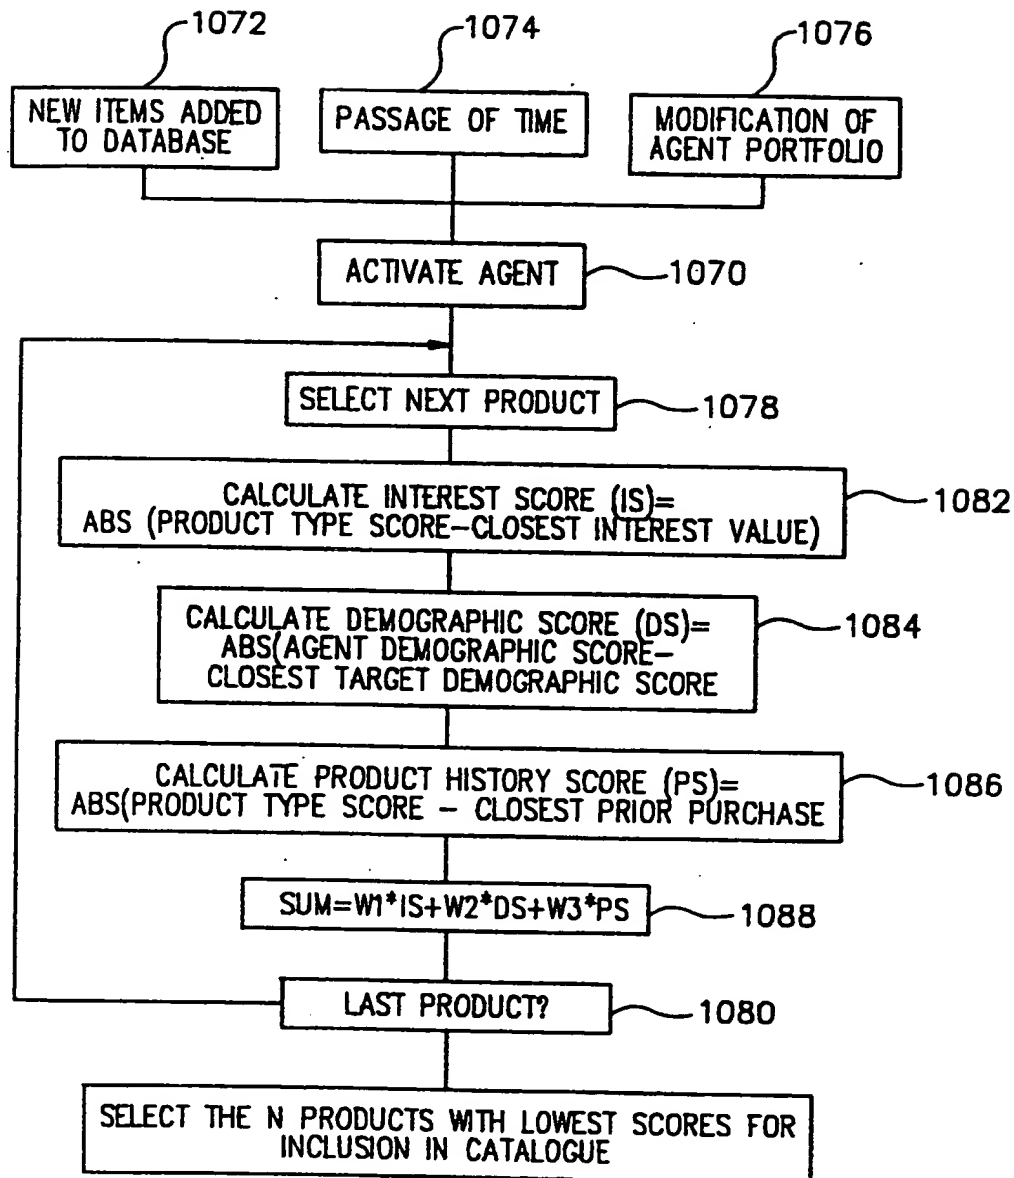 1072
1074
1076
NEW ITEMS ADDED
TO DATABASE
PASSAGE OF TIME
MODIFICATION OF
AGENT PORTFOLIO
ACTIVATE AGENT
1070
SELECT NEXT PRODUCT
1078
CALCULATE INTEREST SCORE (IS)=
ABS (PRODUCT TYPE SCORE-CLOSEST INTEREST VALUE)
1082
CALCULATE DEMOGRAPHIC SCORE (DS)=
ABS(AGENT DEMOGRAPHIC SCORE-
CLOSEST TARGET DEMOGRAPHIC SCORE
1084
CALCULATE PRODUCT HISTORY SCORE (PS)=
ABS(PRODUCT TYPE SCORE - CLOSEST PRIOR PURCHASE
1086
SUM=W1*IS+W2*DS+W3*PS
1088
LAST PRODUCT?
1080
SELECT THE N PRODUCTS WITH LOWEST SCORES FOR
INCLUSION IN CATALOGUE